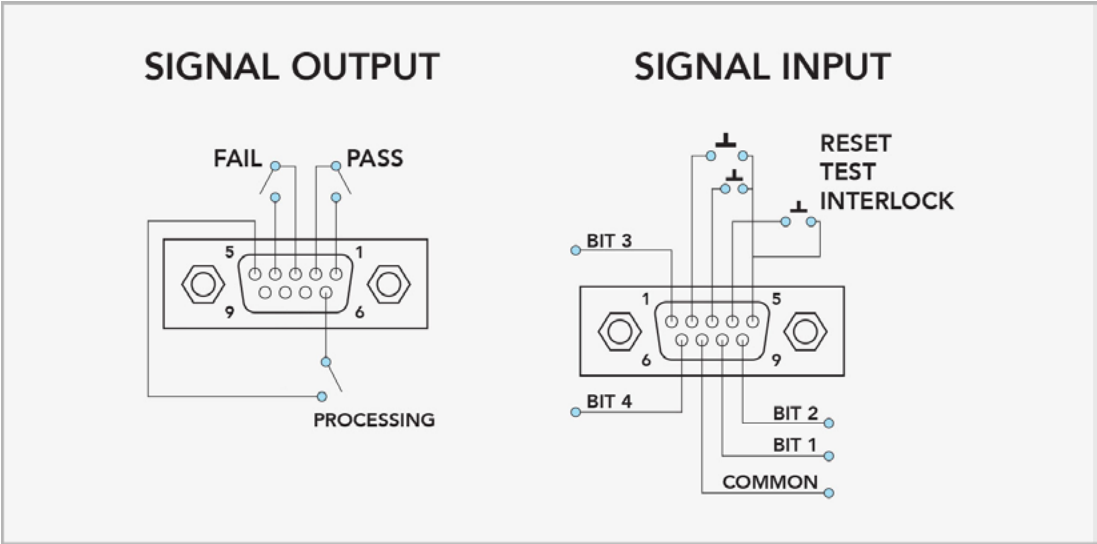 SIGNAL OUTPUT
FAIL
PASS
5
1
9
6
PROCESSING
SIGNAL INPUT
RESET
TEST
INTERLOCK
BIT 3
1
5
6
9
BIT 4
BIT 2
BIT 1
COMMON